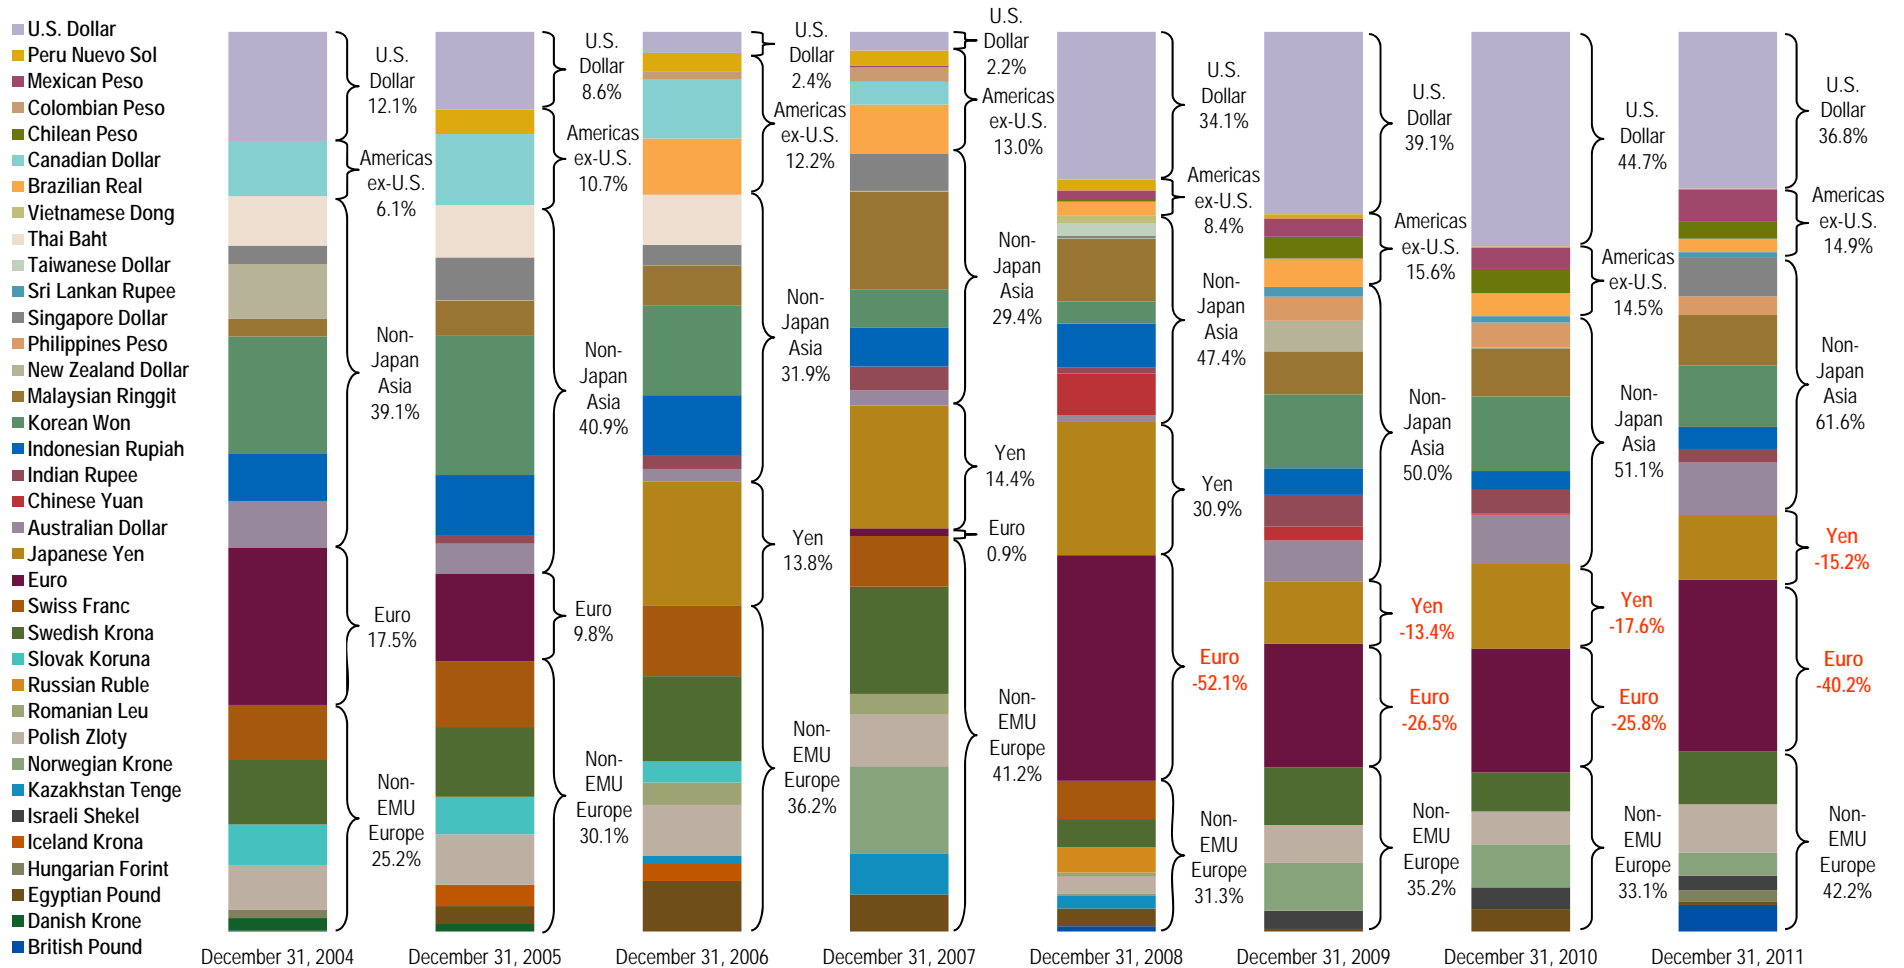 U.S. Dollar
Peru Nuevo Sol
Mexican Peso
Colombian Peso
Chilean Peso
Canadian Dollar
Brazilian Real
Vietnamese Dong
Thai Baht
Taiwanese Dollar
Sri Lankan Rupee
Singapore Dollar
Philippines Peso
New Zealand Dollar
Malaysian Ringgit
Korean Won
Indonesian Rupiah
Indian Rupee
Chinese Yuan
Australian Dollar
Japanese Yen
Euro
Swiss Franc
Swedish Krona
Slovak Koruna
Russian Ruble
Romanian Leu
Polish Zloty
Norwegian Krone
Kazakhstan Tenge
Israeli Shekel
Iceland Krona
Hungarian Forint
Egyptian Pound
Danish Krone
British Pound
U.S.
Dollar
12.1%
Americas
ex-U.S.
6.1%
Non-
Japan
Asia
39.1%
Euro
17.5%
Non-
EMU
Europe
25.2%
December 31, 2004
U.S.
Dollar
8.6%
Americas
ex-U.S.
10.7%
Non-
Japan
Asia
40.9%
Euro
9.8%
Non-
EMU
Europe
30.1%
December 31, 2005
U.S.
Dollar
2.4%
Americas
ex-U.S.
12.2%
Non-
Japan
Asia
31.9%
Yen
13.8%
Non-
EMU
Europe
36.2%
December 31, 2006
U.S.
Dollar
2.2%
Americas
ex-U.S.
13.0%
Non-
Japan
Asia
29.4%
Yen
14.4%
Euro
0.9%
Non-
EMU
Europe
41.2%
December 31, 2007
U.S.
Dollar
34.1%
Americas
ex-U.S.
8.4%
Non-
Japan
Asia
47.4%
Yen
30.9%
Euro
-52.1%
Non-
EMU
Europe
31.3%
December 31, 2008
U.S.
Dollar
39.1%
Americas
ex-U.S.
15.6%
Non-
Japan
Asia
50.0%
Yen
-13.4%
Euro
-26.5%
Non-
EMU
Europe
35.2%
December 31, 2009
U.S.
Dollar
44.7%
Americas
ex-U.S.
14.5%
Non-
Japan
Asia
51.1%
Yen
-17.6%
Euro
-25.8%
Non-
EMU
Europe
33.1%
December 31, 2010
U.S.
Dollar
36.8%
Americas
ex-U.S.
14.9%
Non-
Japan
Asia
61.6%
Yen
-15.2%
Euro
-40.2%
Non-
EMU
Europe
42.2%
December 31, 2011